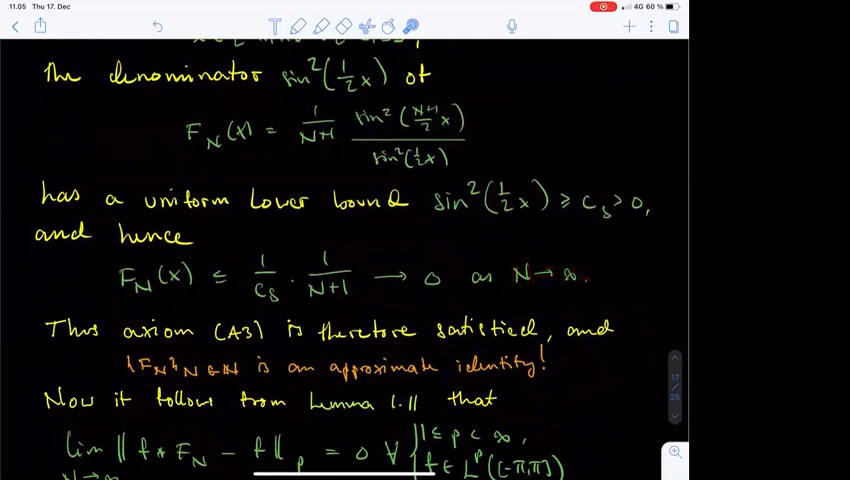 11.05 Thu 17. Dec
4G 60 %
the denominator sin²(½x) of
F_N(x) = 1/(N+1) sin²((N+1)/2 x) / sin²(½x)
has a uniform lower bound sin²(½x) ≥ C_δ > 0,
and hence
F_N(x) ≤ 1/C_δ · 1/(N+1) → 0 as N → ∞.
Thus axiom (A3) is therefore satisfied, and
{F_N}_{N∈ℕ} is an approximate identity!
Now it follows from Lemma 1.11 that
17
25
lim ‖f * F_N − f‖_p = 0 ∀ 1 ≤ p < ∞,
N→∞ f ∈ L^p([-π,π])